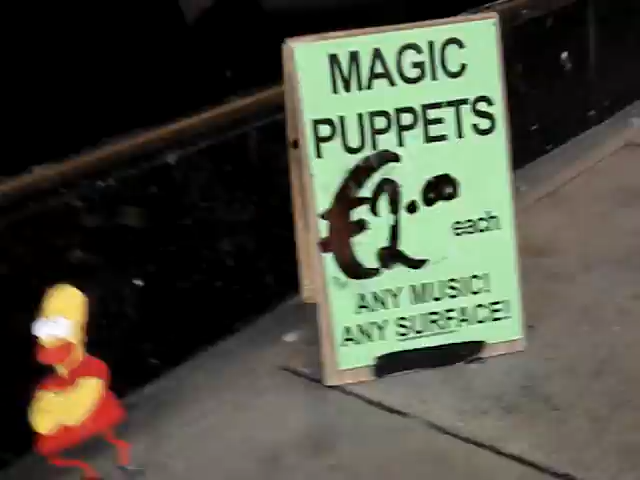 MAGIC
PUPPETS
€2.00 each
ANY MUSIC!
ANY SURFACE!